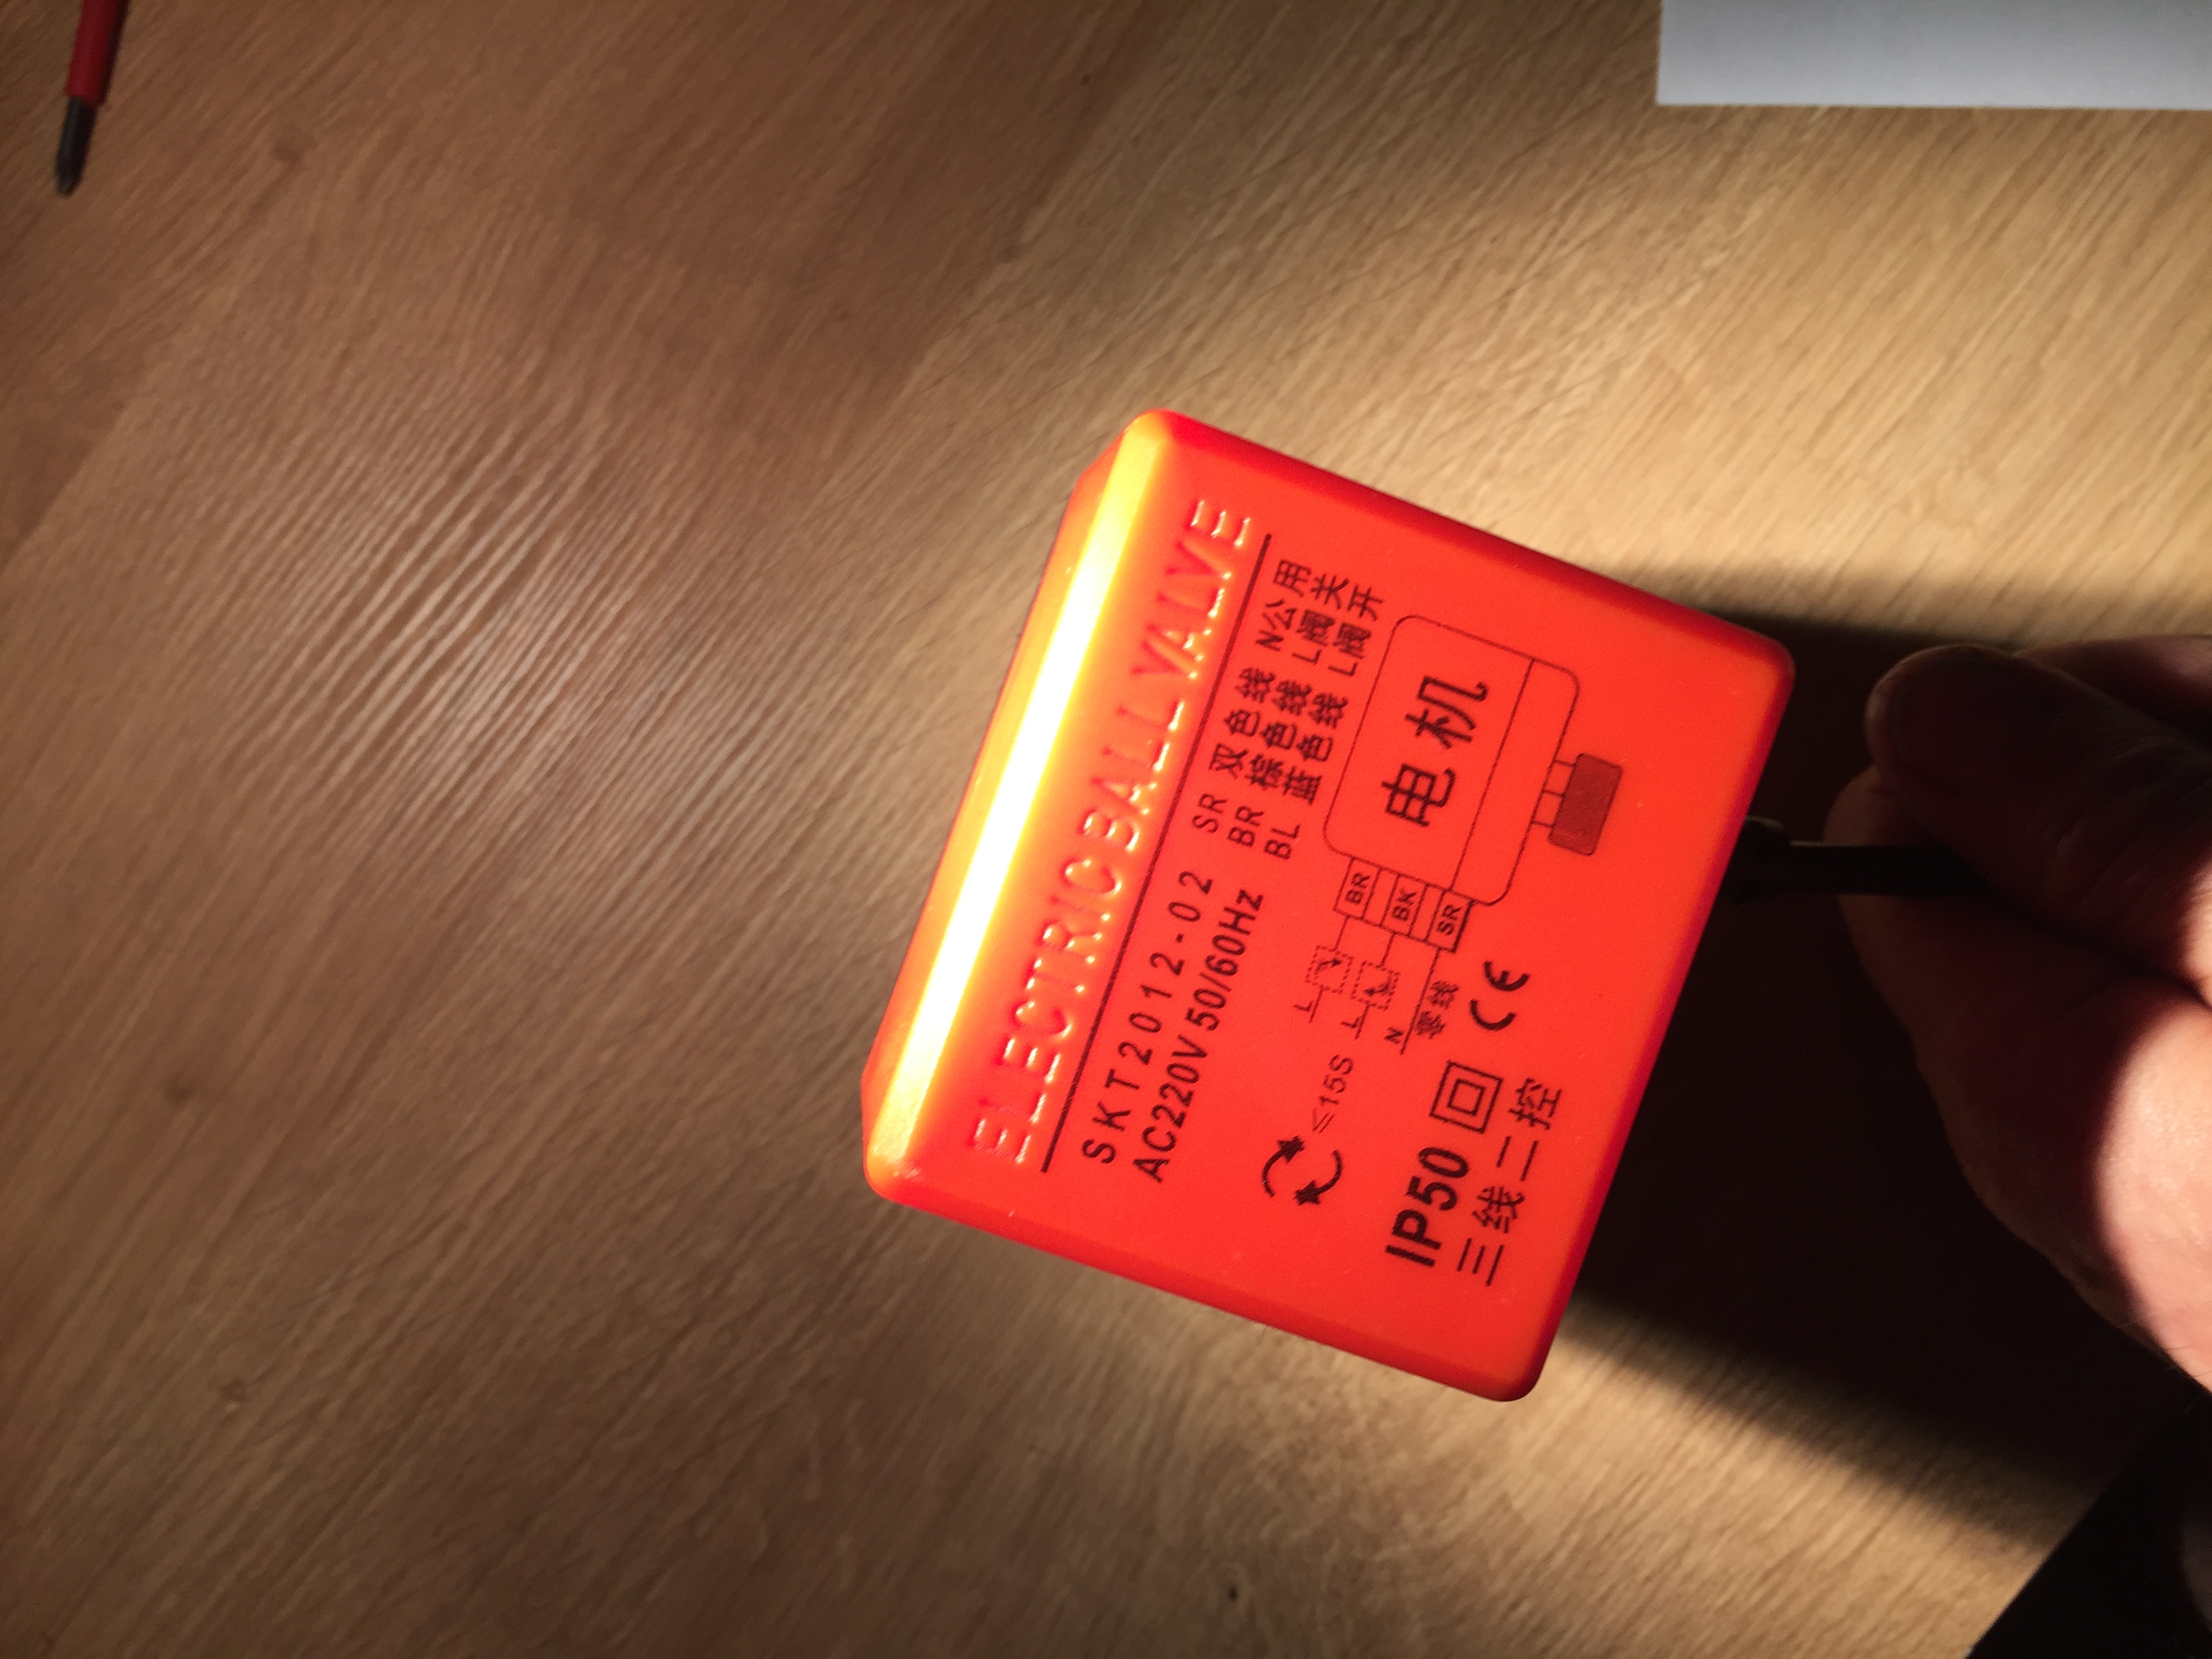 ELECTRIC BALL VALVE
SKT2012-02
AC220V 50/60Hz
SR 双色线 N公用
BR 棕色线 L阀关
BL 蓝色线 L阀开
电机
BR
BK
SR
L
L
N
零线
≤15S
IP50 回 CE
三线二控